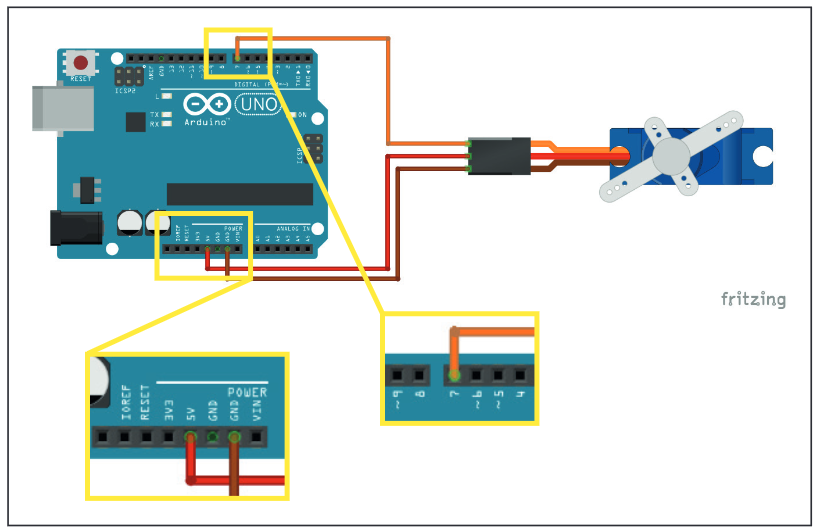 RESET
ICSP2
AREF
GND
13
12
~11
~10
~9
8
7
~6
~5
4
~3
2
TX0►1
RX0◄0
DIGITAL (PWM~)
L
TX
RX
Arduino™
UNO
ON
ICSP
IOREF
RESET
3V3
5V
GND
GND
VIN
POWER
A0
A1
A2
A3
A4
A5
ANALOG IN
fritzing
~9
8
7
~6
~5
4
POWER
IOREF
RESET
3V3
5V
GND
GND
VIN